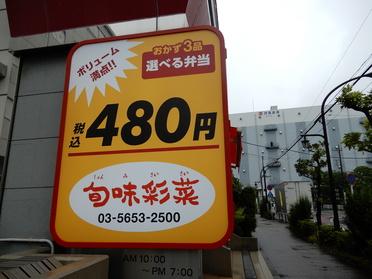 ボリューム
満点!!
おかず3品
選べる弁当
税込480円
しゅんみさいさい
旬味彩菜
03-5653-2500
AM 10:00
～PM 7:00